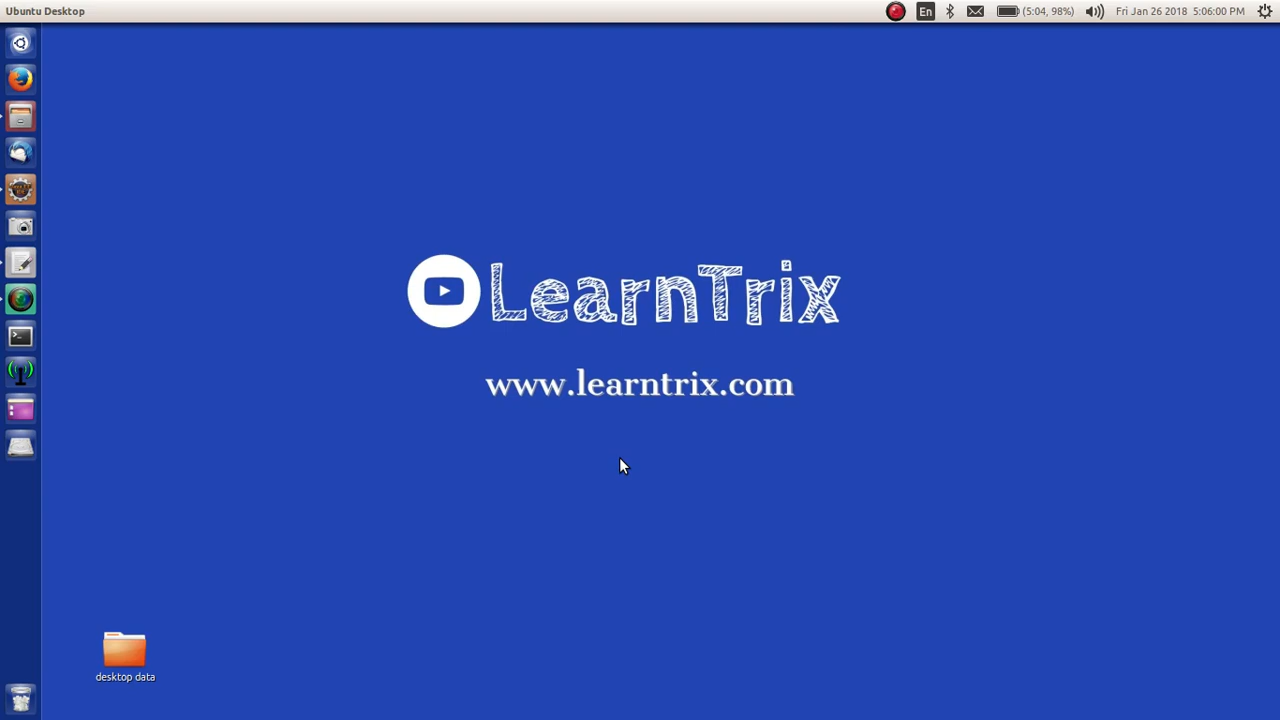 Ubuntu Desktop
En
(5:04, 98%)
Fri Jan 26 2018 5:06:00 PM
LearnTrix
www.learntrix.com
desktop data